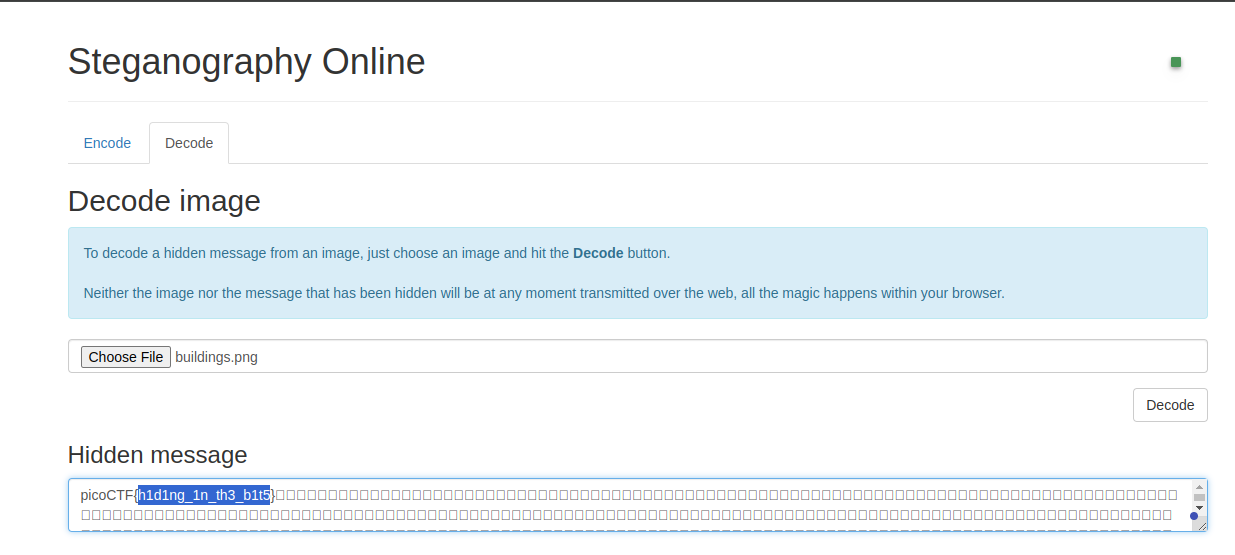 Steganography Online
Encode Decode
Decode image
To decode a hidden message from an image, just choose an image and hit the Decode button.
Neither the image nor the message that has been hidden will be at any moment transmitted over the web, all the magic happens within your browser.
Choose File buildings.png
Decode
Hidden message
picoCTF{h1d1ng_1n_th3_b1t5}